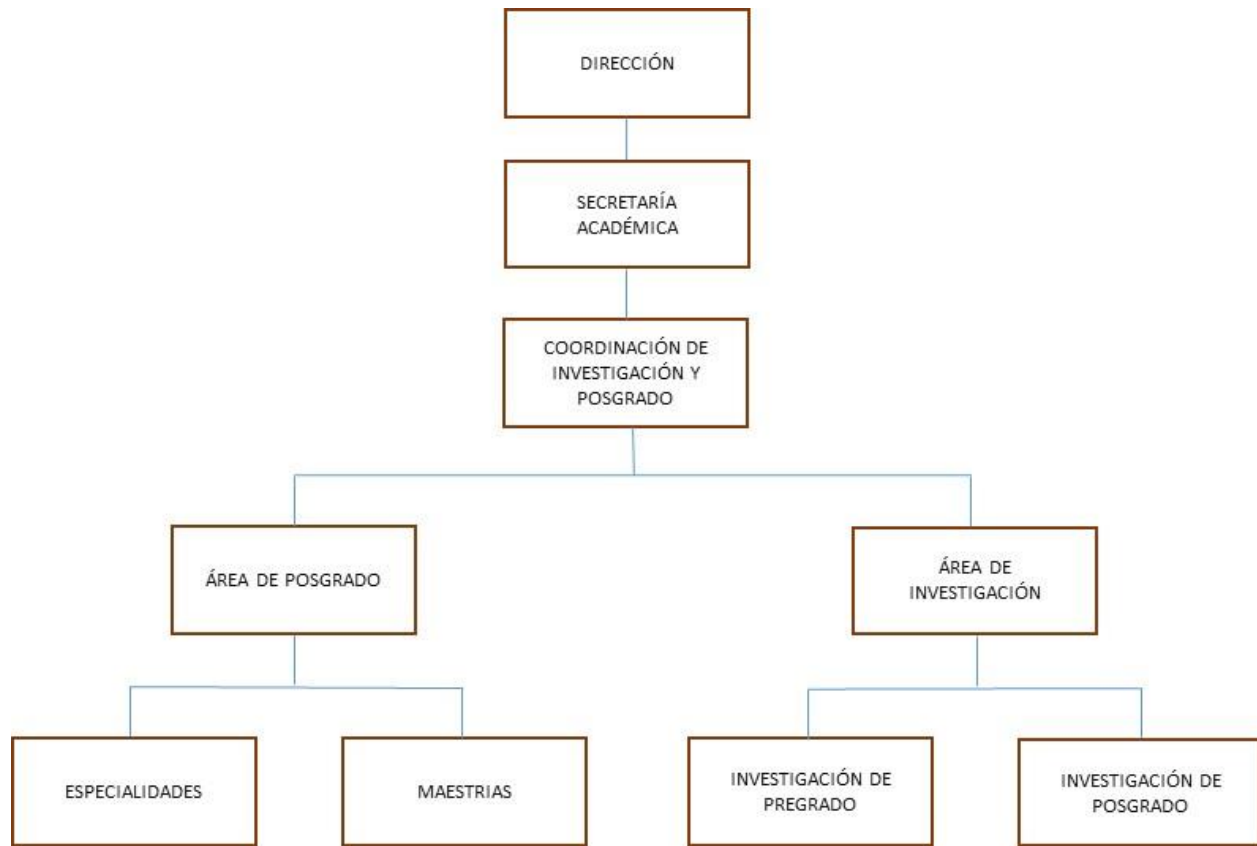 DIRECCIÓN
SECRETARÍA
ACADÉMICA
COORDINACIÓN DE
INVESTIGACIÓN Y
POSGRADO
ÁREA DE POSGRADO
ÁREA DE
INVESTIGACIÓN
ESPECIALIDADES
MAESTRIAS
INVESTIGACIÓN DE
PREGRADO
INVESTIGACIÓN DE
POSGRADO